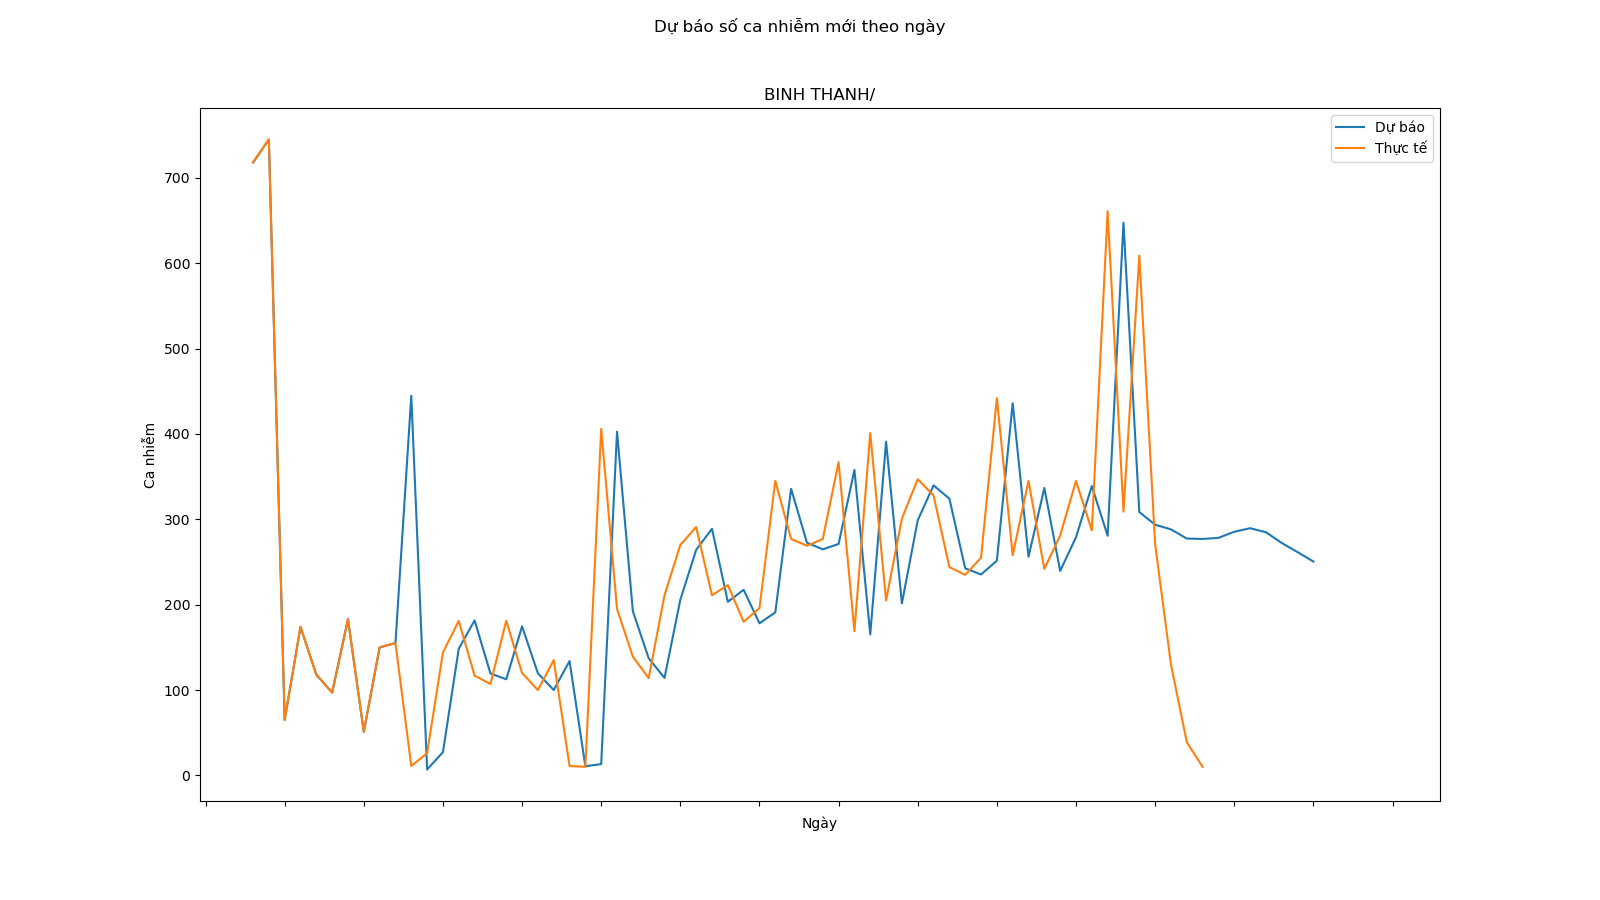 Dự báo số ca nhiễm mới theo ngày
BINH THANH/
Dự báo
Thực tế
700
600
500
400
300
200
100
0
Ca nhiễm
Ngày